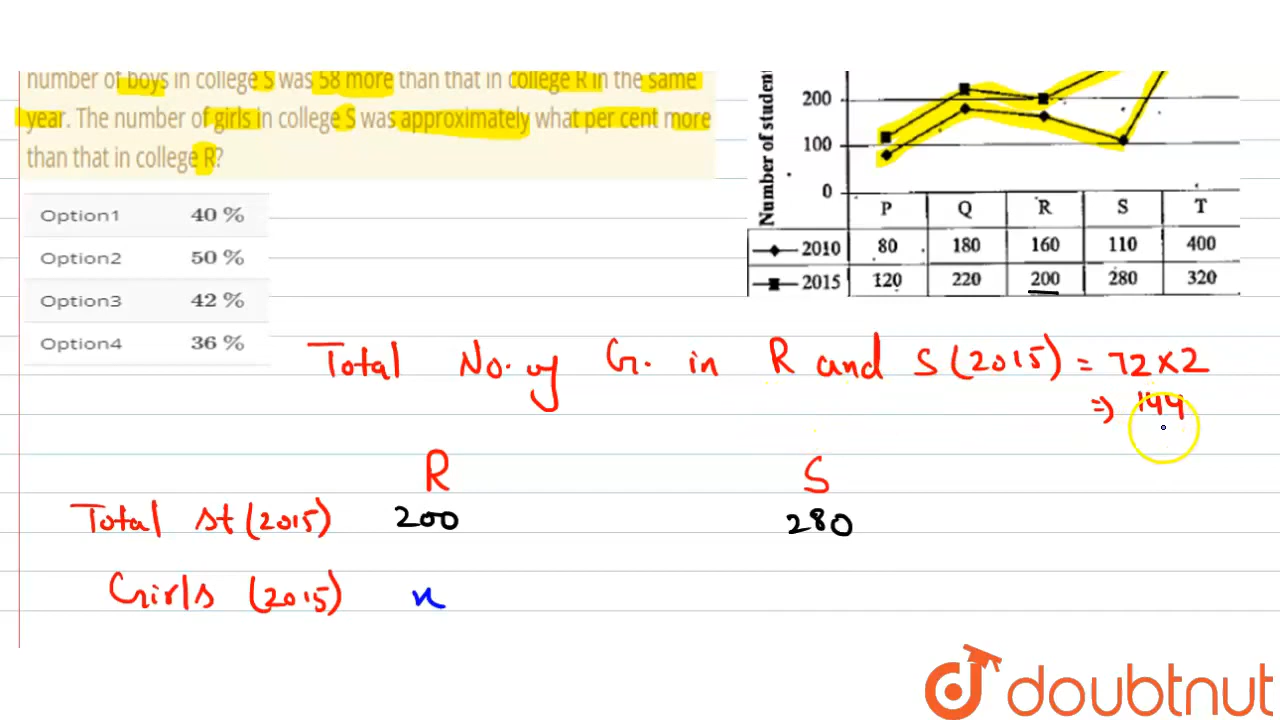 number of boys in college S was 58 more than that in college R in the same
year. The number of girls in college S was approximately what per cent more
than that in college R?
Option1 40 %
Option2 50 %
Option3 42 %
Option4 36 %
Number of student
200
100
0
P Q R S T
2010 80 180 160 110 400
2015 120 220 200 280 320
Total No. of G. in R and S (2015) = 72 × 2
⇒ 144
R S
Total st (2015) 200 280
Girls (2015) x
doubtnut